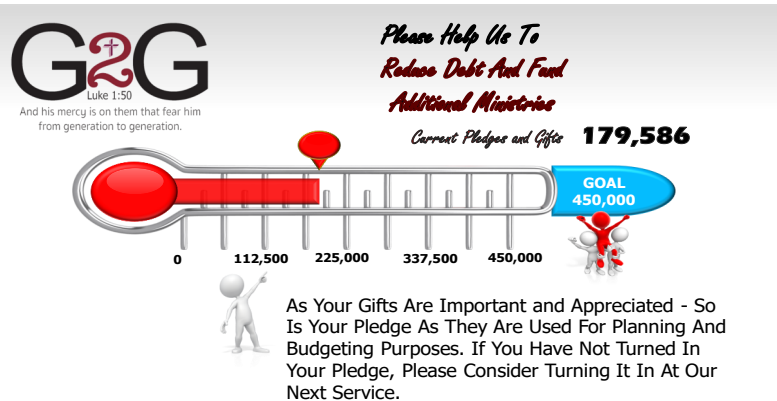 G2G
Luke 1:50
And his mercy is on them that fear him
from generation to generation.
Please Help Us To
Reduce Debt And Fund
Additional Ministries
Current Pledges and Gifts 179,586
GOAL
450,000
0 112,500 225,000 337,500 450,000
As Your Gifts Are Important and Appreciated - So
Is Your Pledge As They Are Used For Planning And
Budgeting Purposes. If You Have Not Turned In
Your Pledge, Please Consider Turning It In At Our
Next Service.